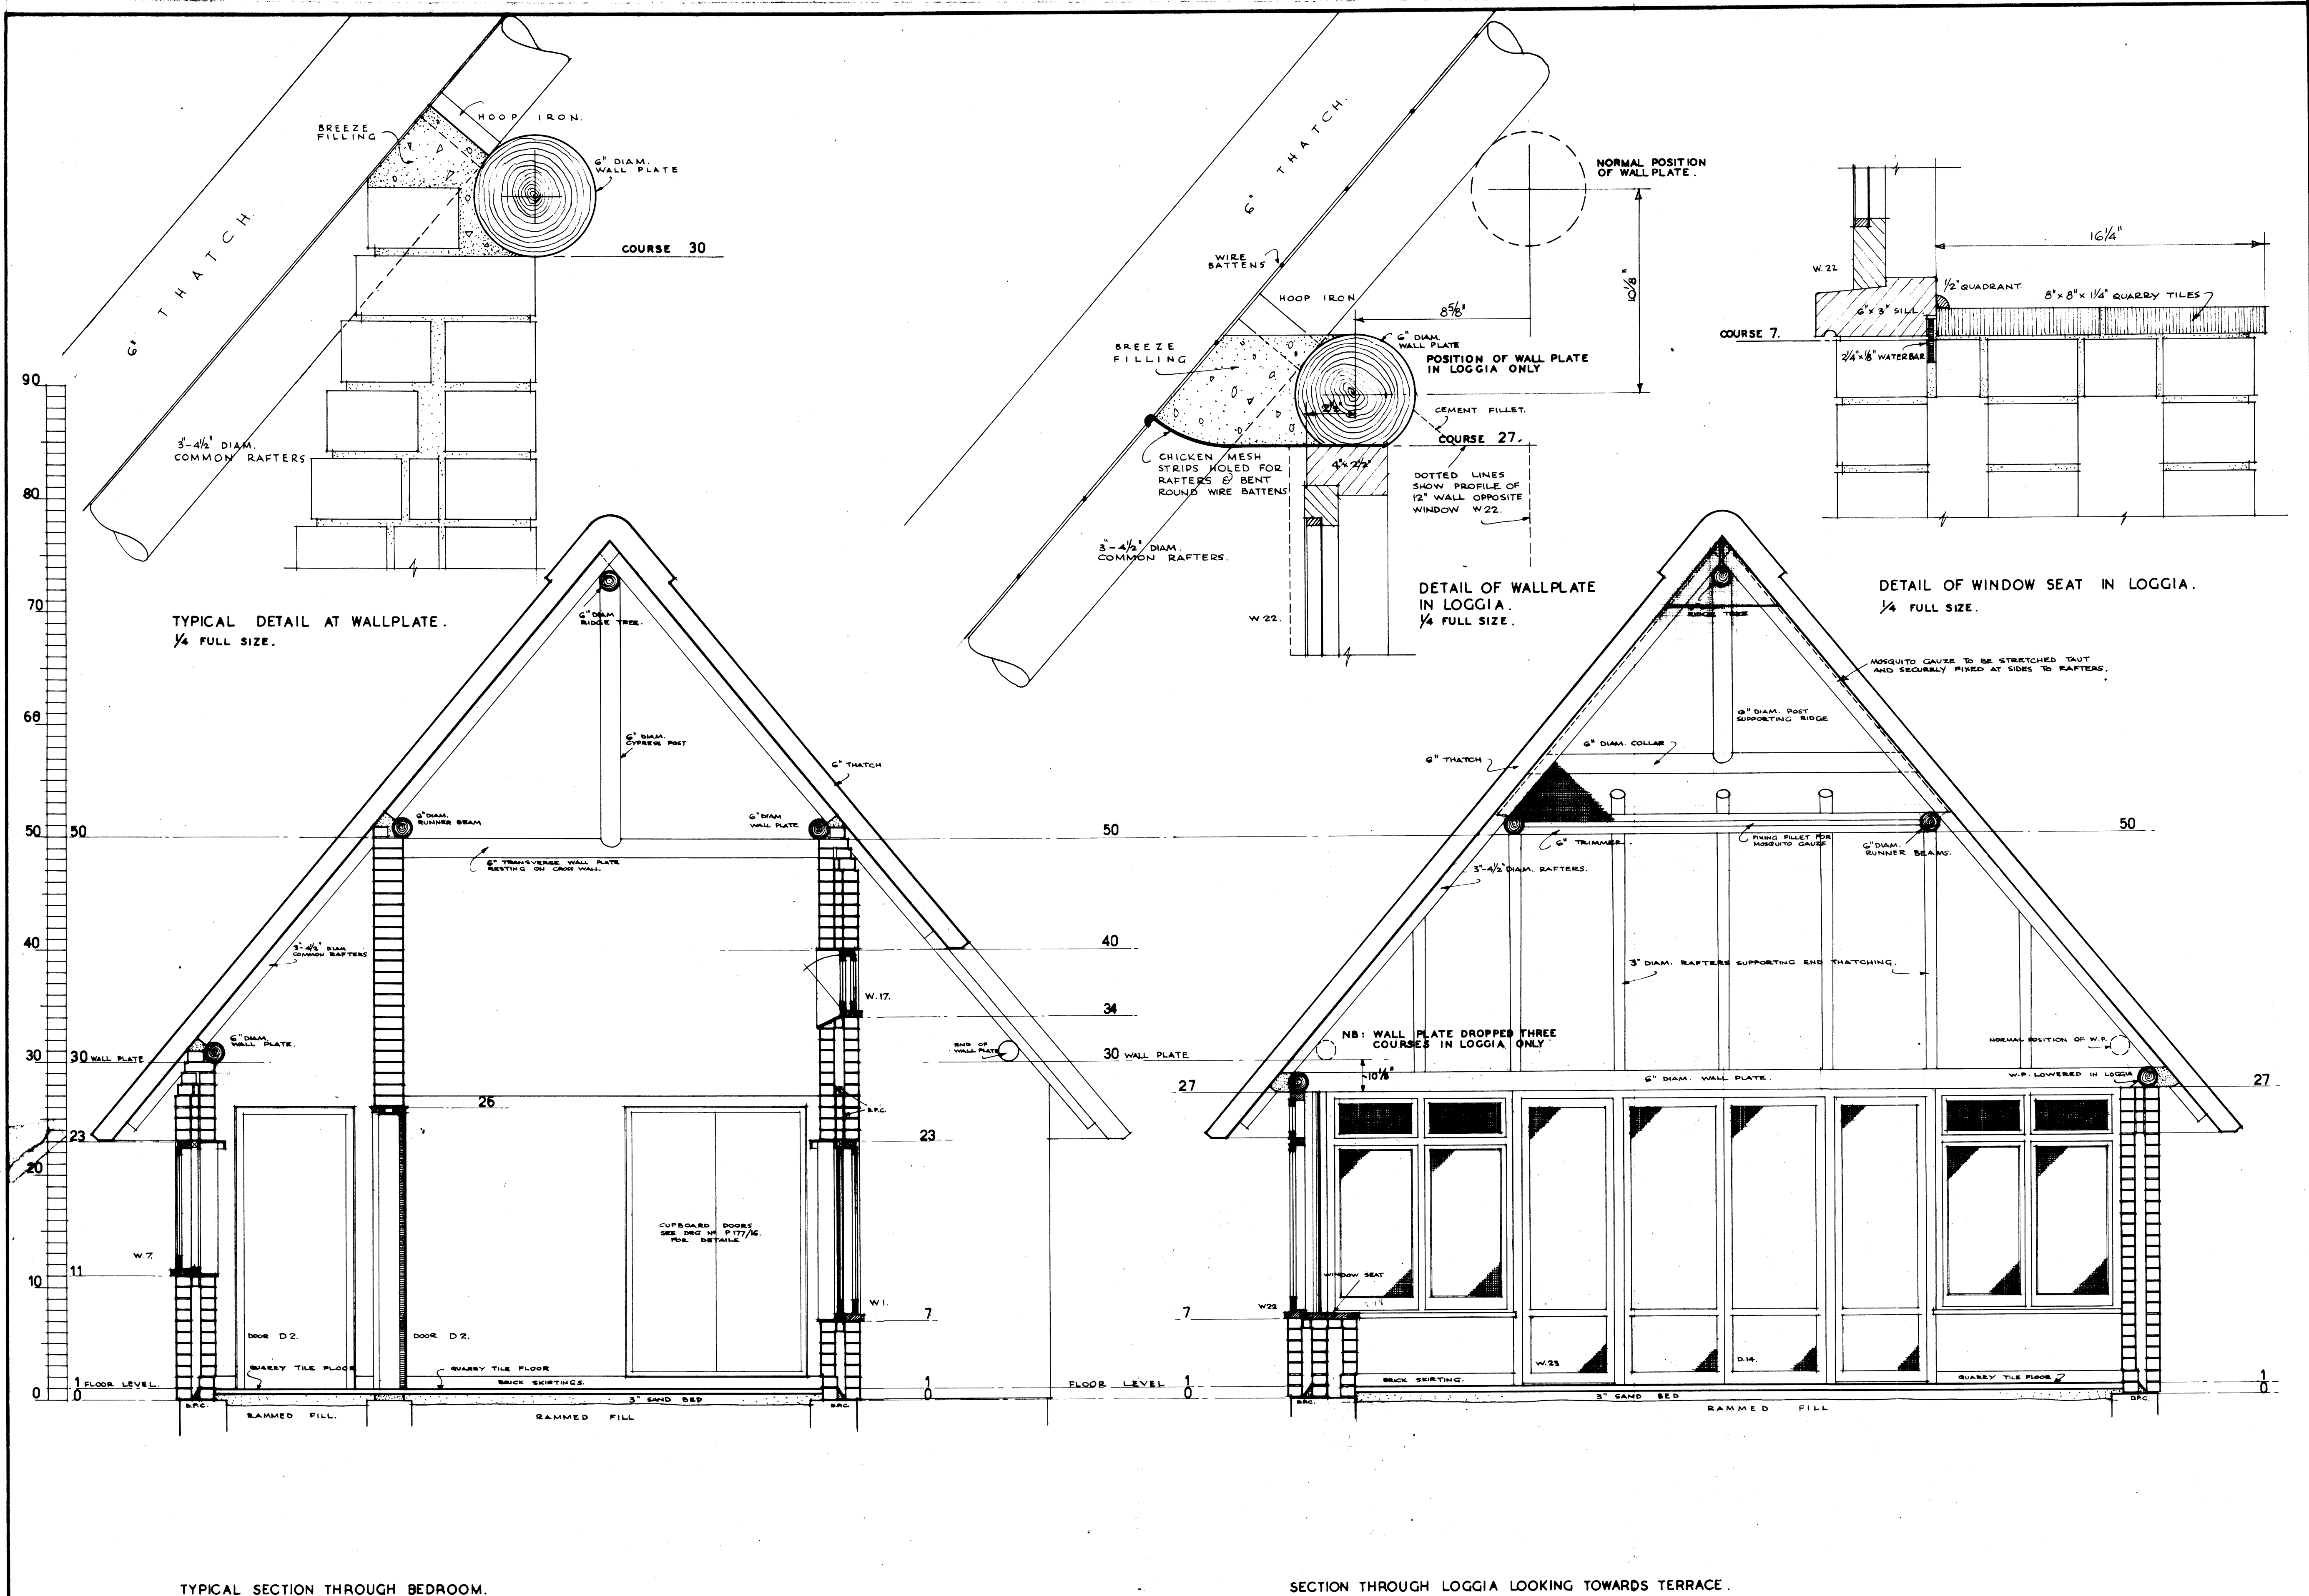 6" THATCH.
BREEZE
FILLING
HOOP IRON.
6" DIAM.
WALL PLATE
COURSE 30
3"-4½" DIAM.
COMMON RAFTERS
TYPICAL DETAIL AT WALLPLATE.
¼ FULL SIZE.
6" THATCH.
NORMAL POSITION
OF WALLPLATE.
WIRE
BATTENS
HOOP IRON
10⅛"
8⅝"
BREEZE
FILLING
6" DIAM.
WALL PLATE
POSITION OF WALL PLATE
IN LOGGIA ONLY
2½"
CEMENT FILLET.
COURSE 27.
4"x 2½"
CHICKEN MESH
STRIPS HOLED FOR
RAFTERS & BENT
ROUND WIRE BATTENS
DOTTED LINES
SHOW PROFILE OF
12" WALL OPPOSITE
WINDOW W22.
3"-4½" DIAM.
COMMON RAFTERS.
W 22.
DETAIL OF WALLPLATE
IN LOGGIA.
¼ FULL SIZE.
16¼"
W. 22
½" QUADRANT
8"x 8"x 1¼" QUARRY TILES
6"x 3" SILL
COURSE 7.
2¼"x⅛" WATERBAR
DETAIL OF WINDOW SEAT IN LOGGIA.
¼ FULL SIZE.
90
80
70
60
50
40
30
20
10
0
6" DIAM
RIDGE TREE.
6" DIAM.
CYPRESS POST
6" THATCH
50
6" DIAM.
RUNNER BEAM
6" DIAM
WALL PLATE
50
6" TRANSVERSE WALL PLATE
RESTING ON CROSS WALL
3"-4½" DIAM
COMMON RAFTERS
40
W. 17.
34
6" DIAM.
WALL PLATE.
30 WALL PLATE
END OF
WALL PLATE
30 WALL PLATE
26
D.P.C.
23
23
CUPBOARD DOORS
SEE DRG Nº P177/16.
FOR DETAILS
W. 7.
11
W 1.
7
DOOR D2.
DOOR D2.
QUARRY TILE FLOOR
QUARRY TILE FLOOR
BRICK SKIRTINGS.
1 FLOOR LEVEL.
0
1
0
3" SAND BED
D.P.C.
D.P.C.
RAMMED FILL.
RAMMED FILL
TYPICAL SECTION THROUGH BEDROOM.
RIDGE TREE
MOSQUITO GAUZE TO BE STRETCHED TAUT
AND SECURELY FIXED AT SIDES TO RAFTERS.
6" DIAM. POST
SUPPORTING RIDGE
6" DIAM. COLLAR
6" THATCH
50
6" TRIMMER.
FIXING FILLET FOR
MOSQUITO GAUZE
6" DIAM.
RUNNER BEAMS.
3"-4½" DIAM. RAFTERS.
3" DIAM. RAFTERS SUPPORTING END THATCHING.
NB: WALL PLATE DROPPED THREE
COURSES IN LOGGIA ONLY
NORMAL POSITION OF W.P.
10⅛"
6" DIAM. WALL PLATE.
W.P. LOWERED IN LOGGIA
27
27
WINDOW SEAT
W22
7
7
W.23
D.14.
BRICK SKIRTING.
QUARRY TILE FLOOR
FLOOR LEVEL 1
0
1
0
3" SAND BED
D.P.C.
D.P.C.
RAMMED FILL
SECTION THROUGH LOGGIA LOOKING TOWARDS TERRACE.